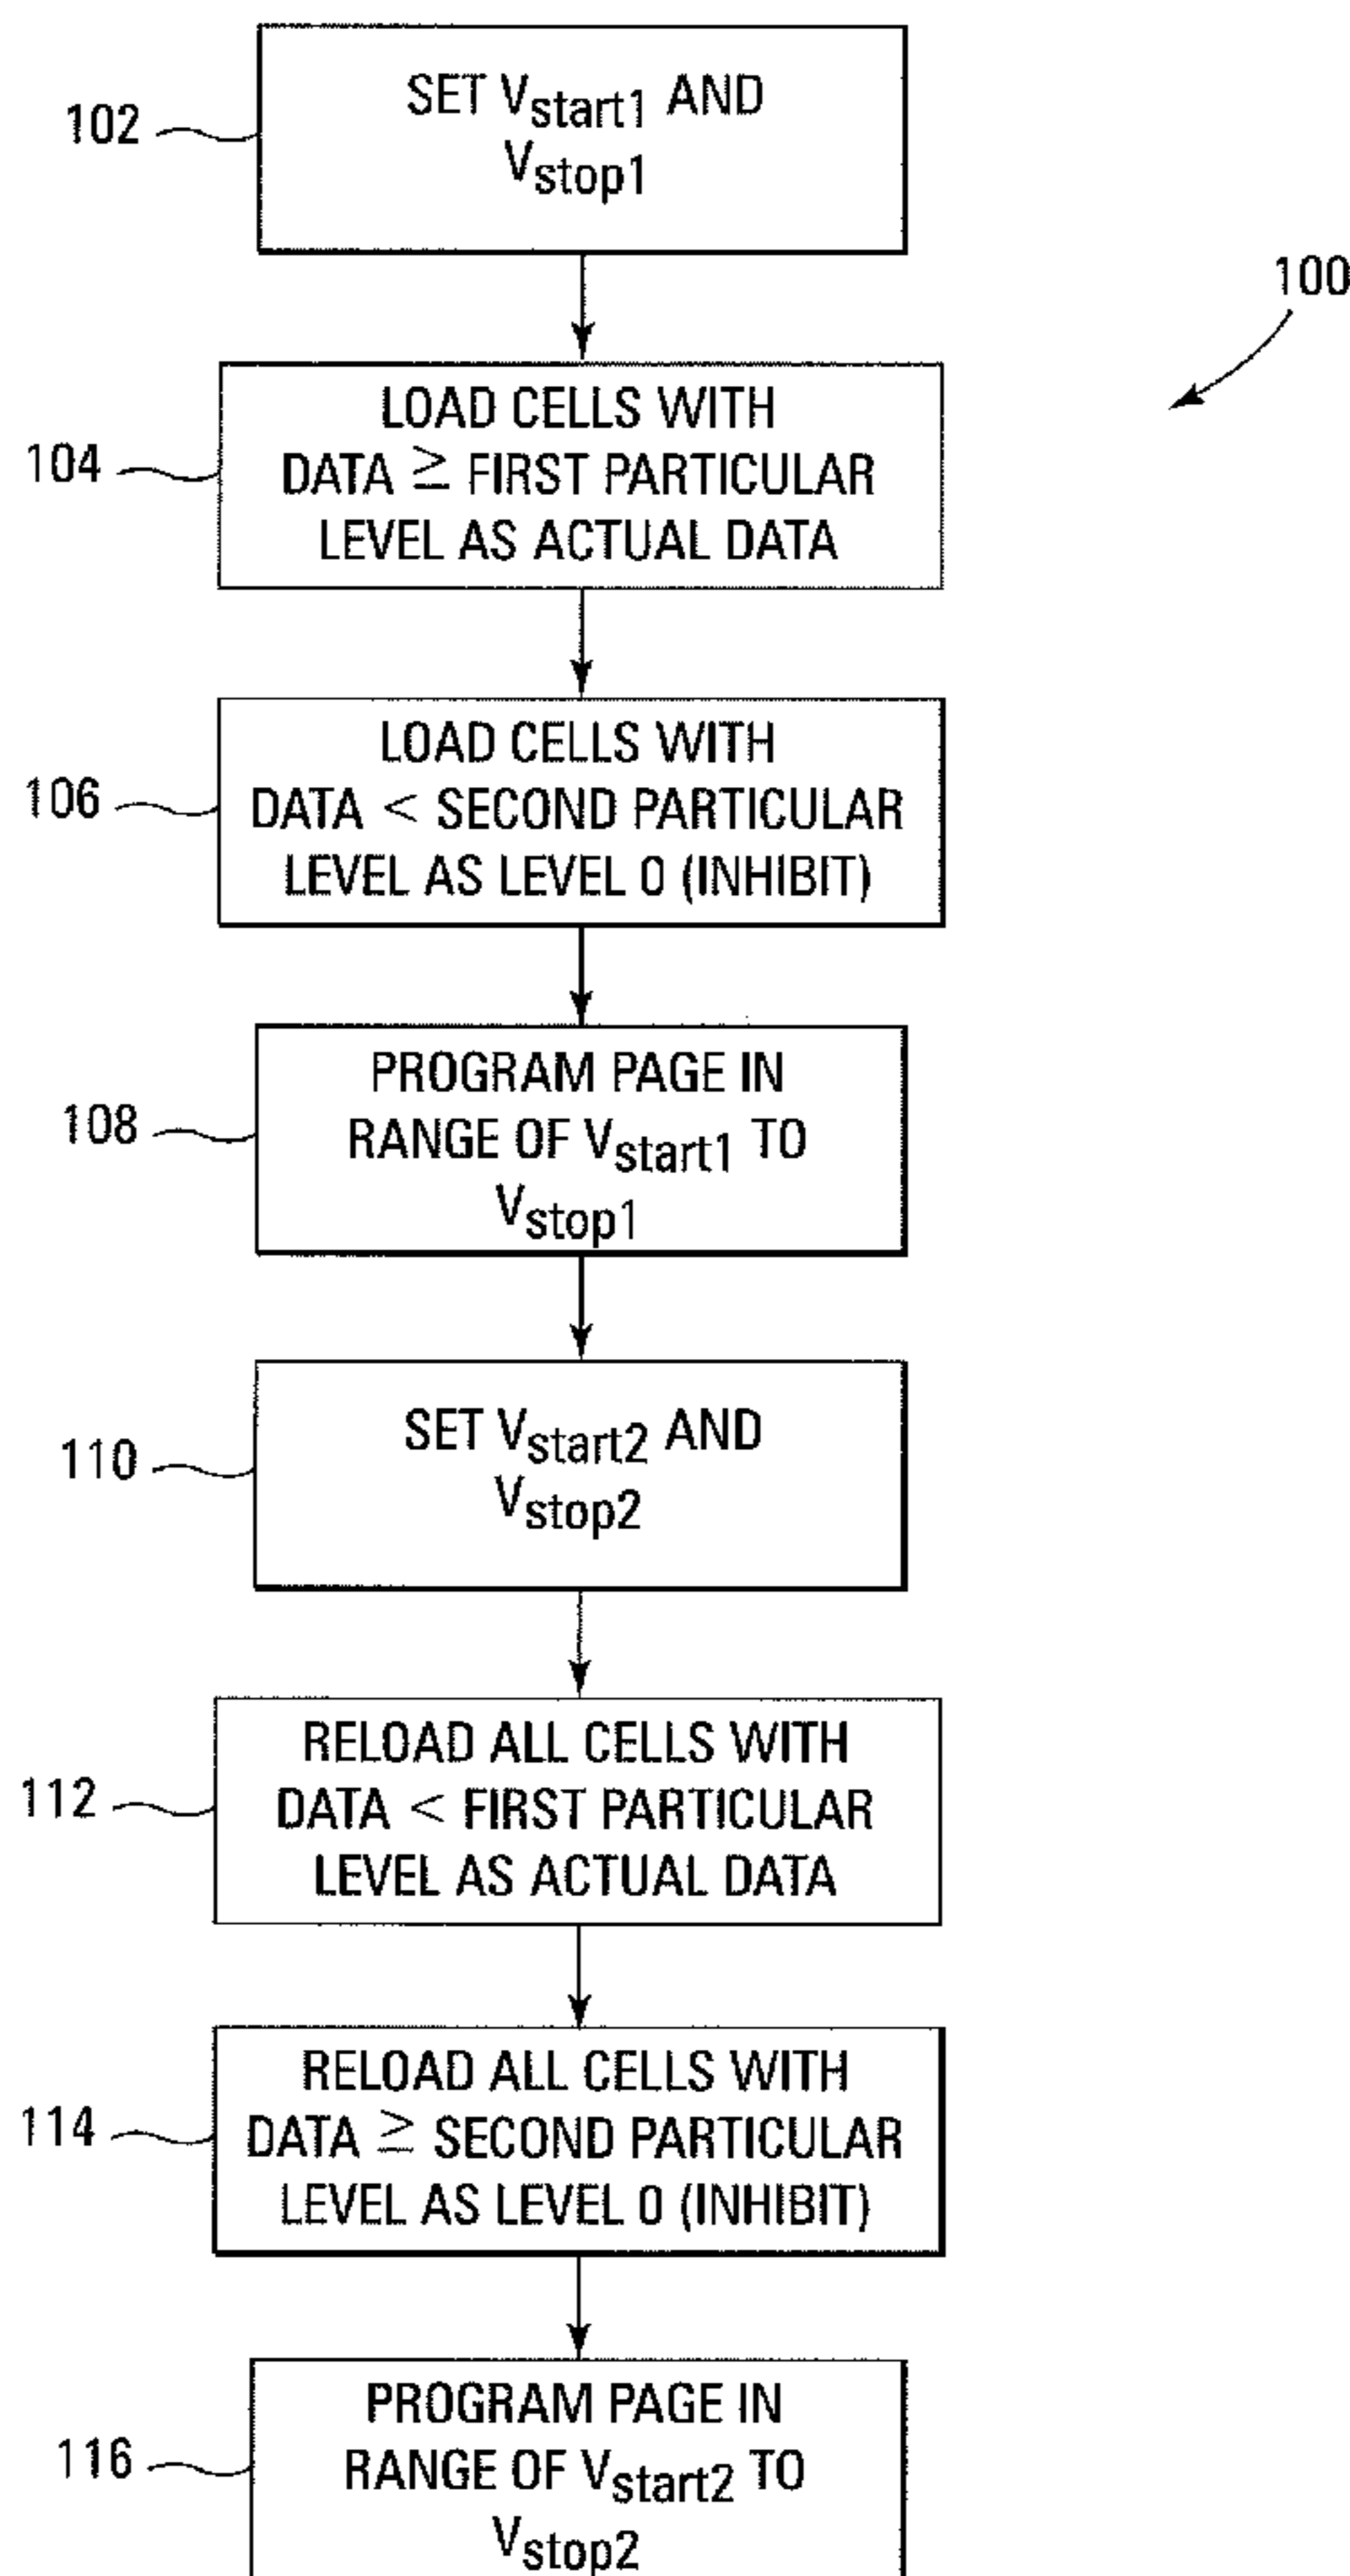 SET Vstart1 AND
Vstop1
102
100
LOAD CELLS WITH
DATA ≥ FIRST PARTICULAR
LEVEL AS ACTUAL DATA
104
LOAD CELLS WITH
DATA < SECOND PARTICULAR
LEVEL AS LEVEL 0 (INHIBIT)
106
PROGRAM PAGE IN
RANGE OF Vstart1 TO
Vstop1
108
SET Vstart2 AND
Vstop2
110
RELOAD ALL CELLS WITH
DATA < FIRST PARTICULAR
LEVEL AS ACTUAL DATA
112
RELOAD ALL CELLS WITH
DATA ≥ SECOND PARTICULAR
LEVEL AS LEVEL 0 (INHIBIT)
114
PROGRAM PAGE IN
RANGE OF Vstart2 TO
Vstop2
116